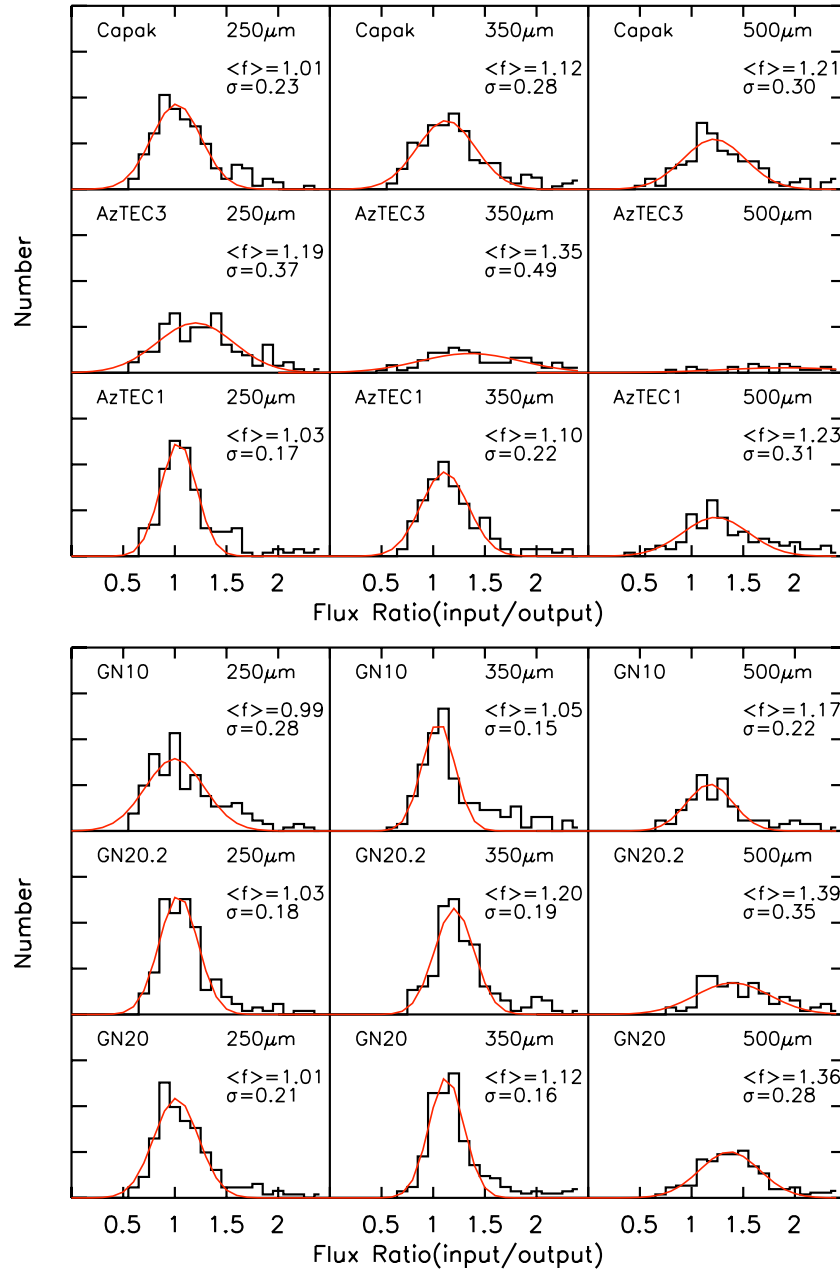 Capak 250μm
<f>=1.01
σ=0.23
Capak 350μm
<f>=1.12
σ=0.28
Capak 500μm
<f>=1.21
σ=0.30
AzTEC3 250μm
<f>=1.19
σ=0.37
AzTEC3 350μm
<f>=1.35
σ=0.49
AzTEC3 500μm
AzTEC1 250μm
<f>=1.03
σ=0.17
AzTEC1 350μm
<f>=1.10
σ=0.22
AzTEC1 500μm
<f>=1.23
σ=0.31
Number
0.5 1 1.5 2 0.5 1 1.5 2 0.5 1 1.5 2
Flux Ratio(input/output)
GN10 250μm
<f>=0.99
σ=0.28
GN10 350μm
<f>=1.05
σ=0.15
GN10 500μm
<f>=1.17
σ=0.22
GN20.2 250μm
<f>=1.03
σ=0.18
GN20.2 350μm
<f>=1.20
σ=0.19
GN20.2 500μm
<f>=1.39
σ=0.35
GN20 250μm
<f>=1.01
σ=0.21
GN20 350μm
<f>=1.12
σ=0.16
GN20 500μm
<f>=1.36
σ=0.28
Number
0.5 1 1.5 2 0.5 1 1.5 2 0.5 1 1.5 2
Flux Ratio(input/output)